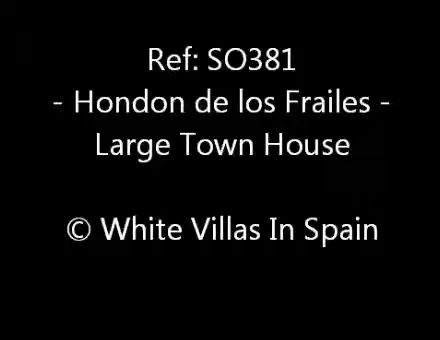 Ref: SO381
- Hondon de los Frailes -
Large Town House
© White Villas In Spain